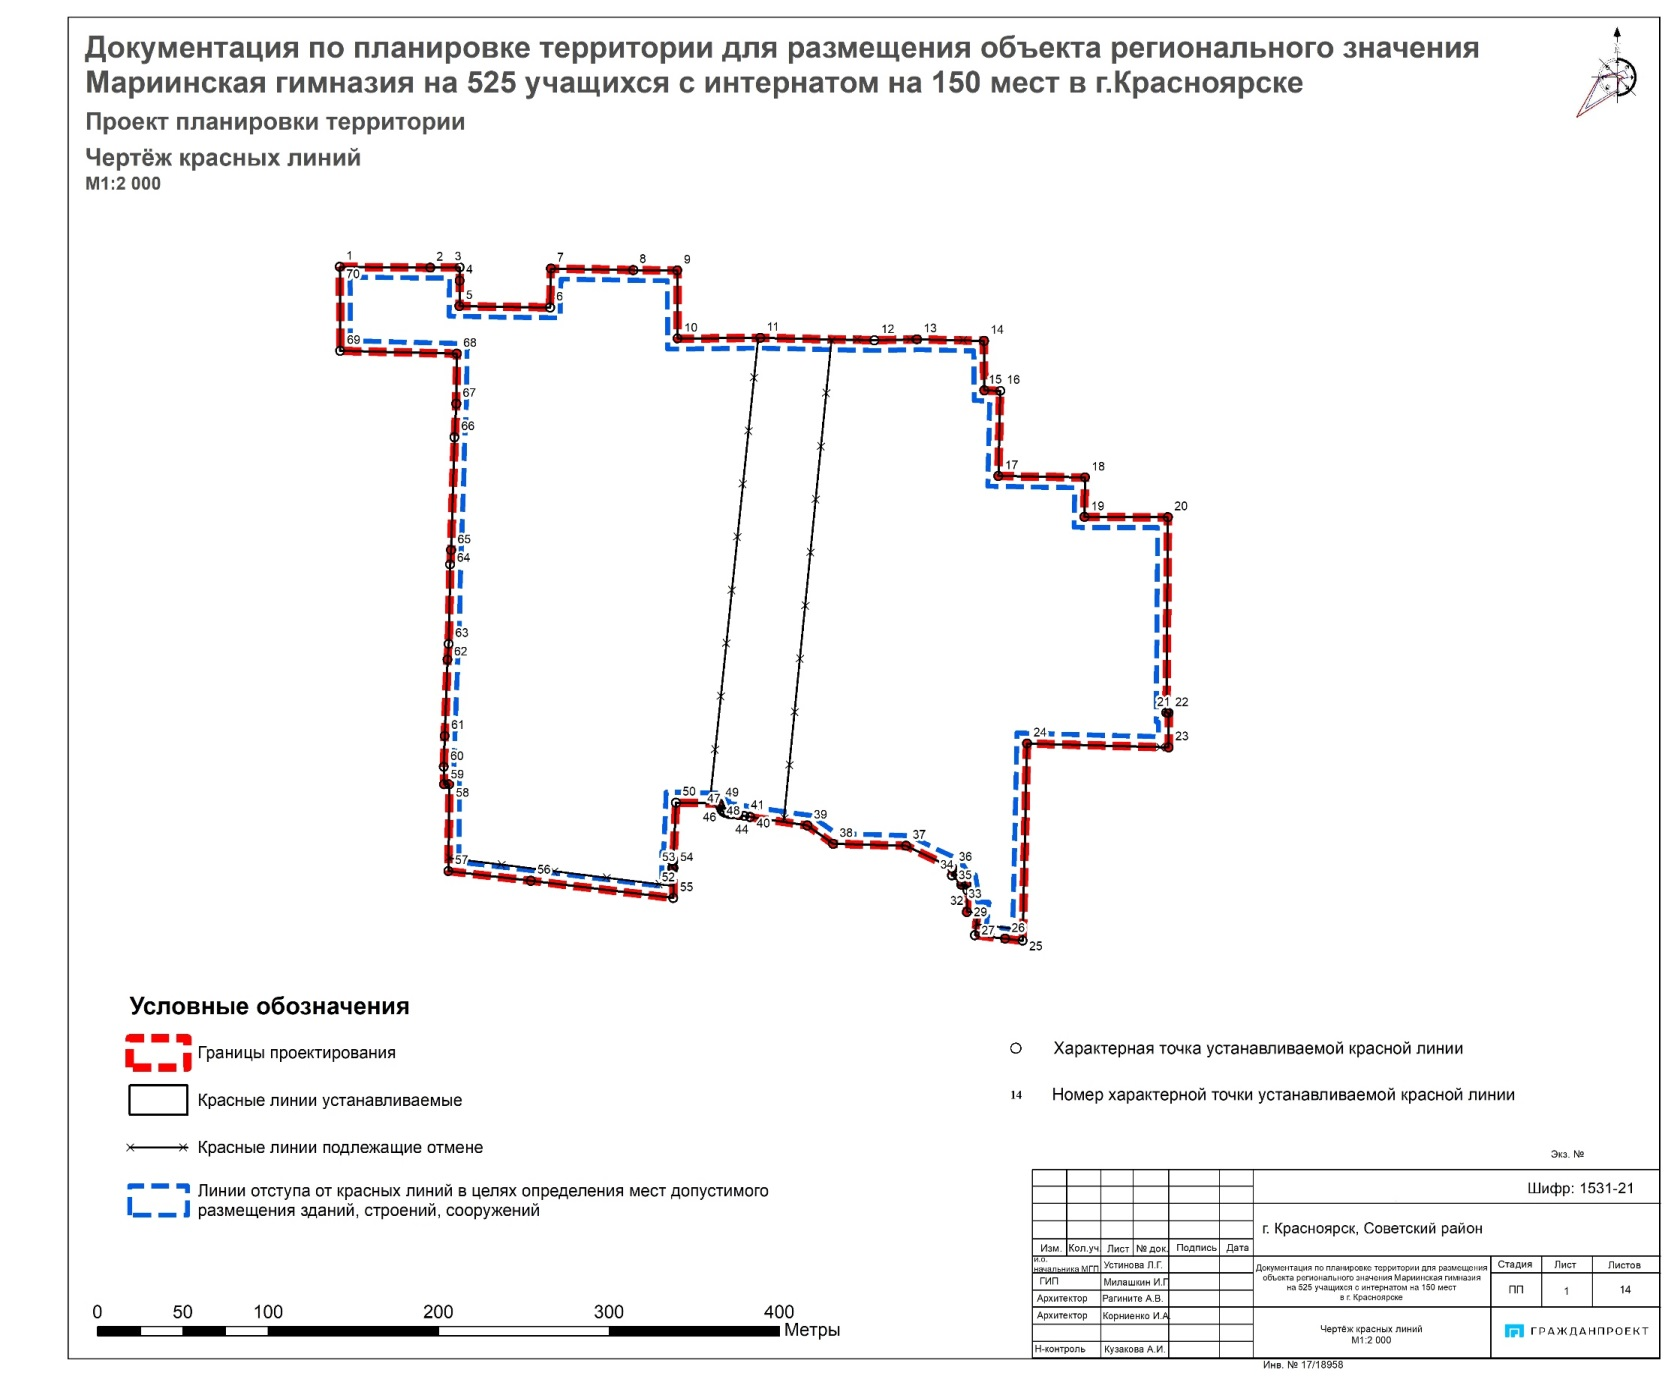 Документация по планировке территории для размещения объекта регионального значения
Мариинская гимназия на 525 учащихся с интернатом на 150 мест в г.Красноярске
Проект планировки территории
Чертёж красных линий
М1:2 000
1
2
3
4
5
6
7
8
9
10
11
12
13
14
15
16
17
18
19
20
21
22
23
24
25
26
27
29
32
33
34
35
36
37
38
39
40
41
44
46
47
48
49
50
52
53
54
55
56
57
58
59
60
61
62
63
64
65
66
67
68
69
70
Условные обозначения
Границы проектирования
Красные линии устанавливаемые
Красные линии подлежащие отмене
Линии отступа от красных линий в целях определения мест допустимого
размещения зданий, строений, сооружений
Характерная точка устанавливаемой красной линии
14 Номер характерной точки устанавливаемой красной линии
0 50 100 200 300 400
Метры
Экз. №
Шифр: 1531-21
г. Красноярск, Советский район
Изм. Кол.уч. Лист № док. Подпись Дата
и.о.
начальника МГП Устинова Л.Г.
ГИП Милашкин И.Г
Архитектор Рагините А.В.
Архитектор Корниенко И.А
Н-контроль Кузакова А.И.
Документация по планировке территории для размещения
объекта регионального значения Мариинская гимназия
на 525 учащихся с интернатом на 150 мест
в г. Красноярске
Стадия Лист Листов
ПП 1 14
Чертёж красных линий
М1:2 000
ГРАЖДАНПРОЕКТ
Инв. № 17/18958